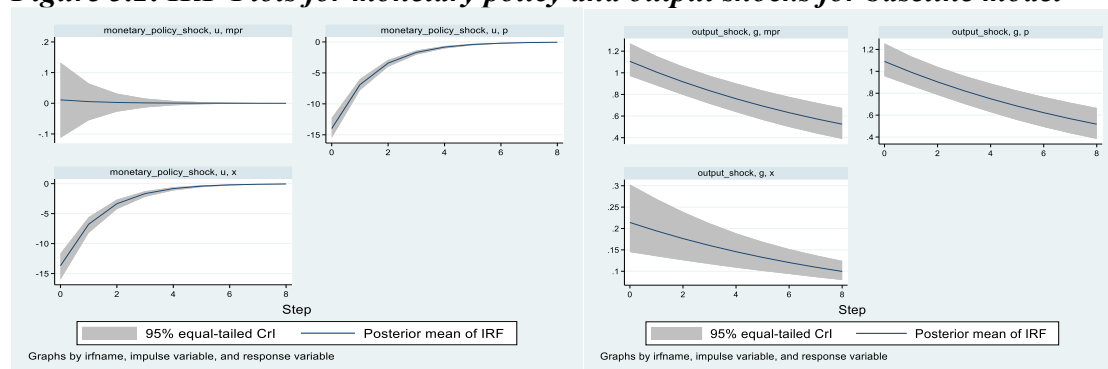 Figure 3.2: IRF Plots for monetary policy and output shocks for baseline model
monetary_policy_shock, u, mpr
.2
.1
0
-.1
monetary_policy_shock, u, p
0
-5
-10
-15
0 2 4 6 8
monetary_policy_shock, u, x
0
-5
-10
-15
0 2 4 6 8
Step
95% equal-tailed CrI Posterior mean of IRF
Graphs by irfname, impulse variable, and response variable
output_shock, g, mpr
1.2
1
.8
.6
.4
output_shock, g, p
1.2
1
.8
.6
.4
0 2 4 6 8
output_shock, g, x
.3
.25
.2
.15
.1
0 2 4 6 8
Step
95% equal-tailed CrI Posterior mean of IRF
Graphs by irfname, impulse variable, and response variable